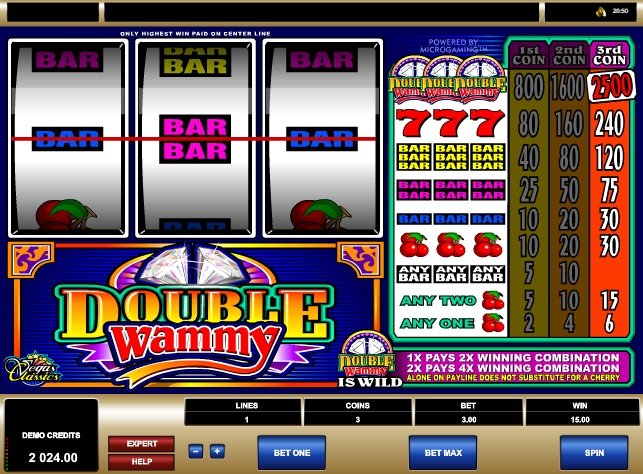 20:50
ONLY HIGHEST WIN PAID ON CENTER LINE
BAR
BAR
BAR
BAR
BAR
BAR
BAR
BAR
BAR
POWERED BY
MICROGAMING™
1st COIN
2nd COIN
3rd COIN
DOUBLE Wammy
800 1600 2500
7 7 7 80 160 240
BAR BAR BAR
BAR BAR BAR
BAR BAR BAR
40 80 120
BAR BAR BAR
BAR BAR BAR
25 50 75
BAR BAR BAR 10 20 30
10 20 30
ANY BAR ANY BAR ANY BAR 5 10
ANY TWO 5 10 15
ANY ONE 2 4 6
DOUBLE
Wammy
Vegas
Classics
DOUBLE
Wammy
IS WILD
1X PAYS 2X WINNING COMBINATION
2X PAYS 4X WINNING COMBINATION
ALONE ON PAYLINE DOES NOT SUBSTITUTE FOR A CHERRY
LINES COINS BET WIN
1 3 3.00 15.00
DEMO CREDITS
2 024.00
EXPERT
HELP
− +
BET ONE
BET MAX
SPIN